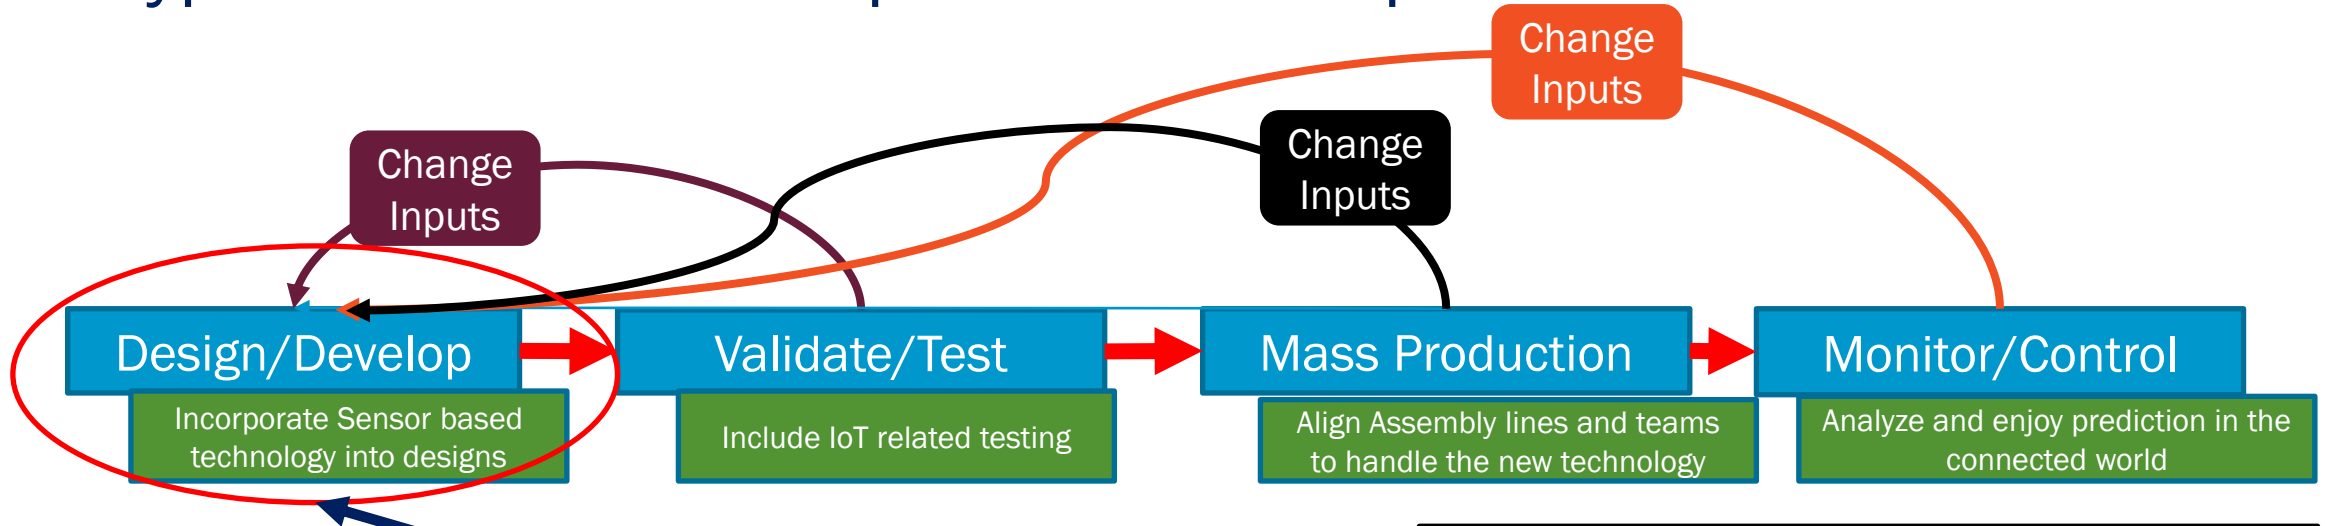 Change
Inputs
Change
Inputs
Change
Inputs
Design/Develop
Validate/Test
Mass Production
Monitor/Control
Incorporate Sensor based
technology into designs
Include IoT related testing
Align Assembly lines and teams
to handle the new technology
Analyze and enjoy prediction in the
connected world